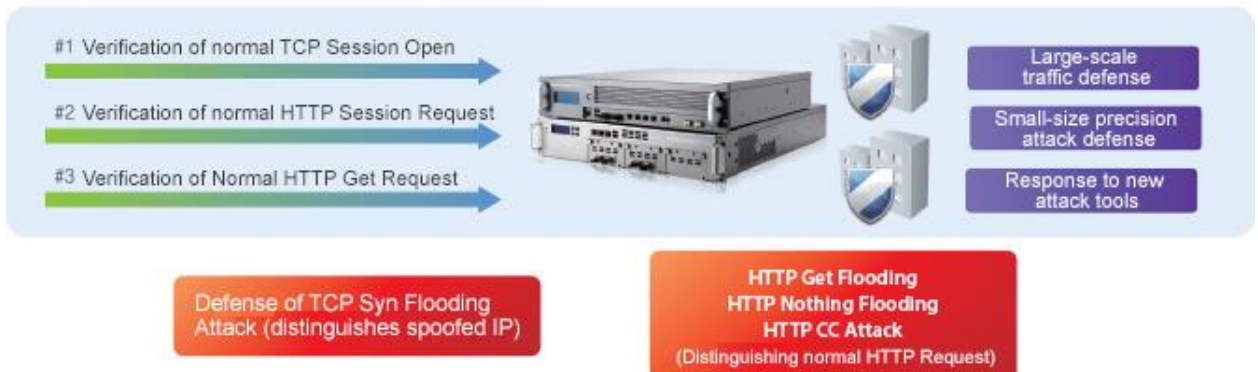 #1 Verification of normal TCP Session Open
#2 Verification of normal HTTP Session Request
#3 Verification of Normal HTTP Get Request
Large-scale
traffic defense
Small-size precision
attack defense
Response to new
attack tools
Defense of TCP Syn Flooding
Attack (distinguishes spoofed IP)
HTTP Get Flooding
HTTP Nothing Flooding
HTTP CC Attack
(Distinguishing normal HTTP Request)